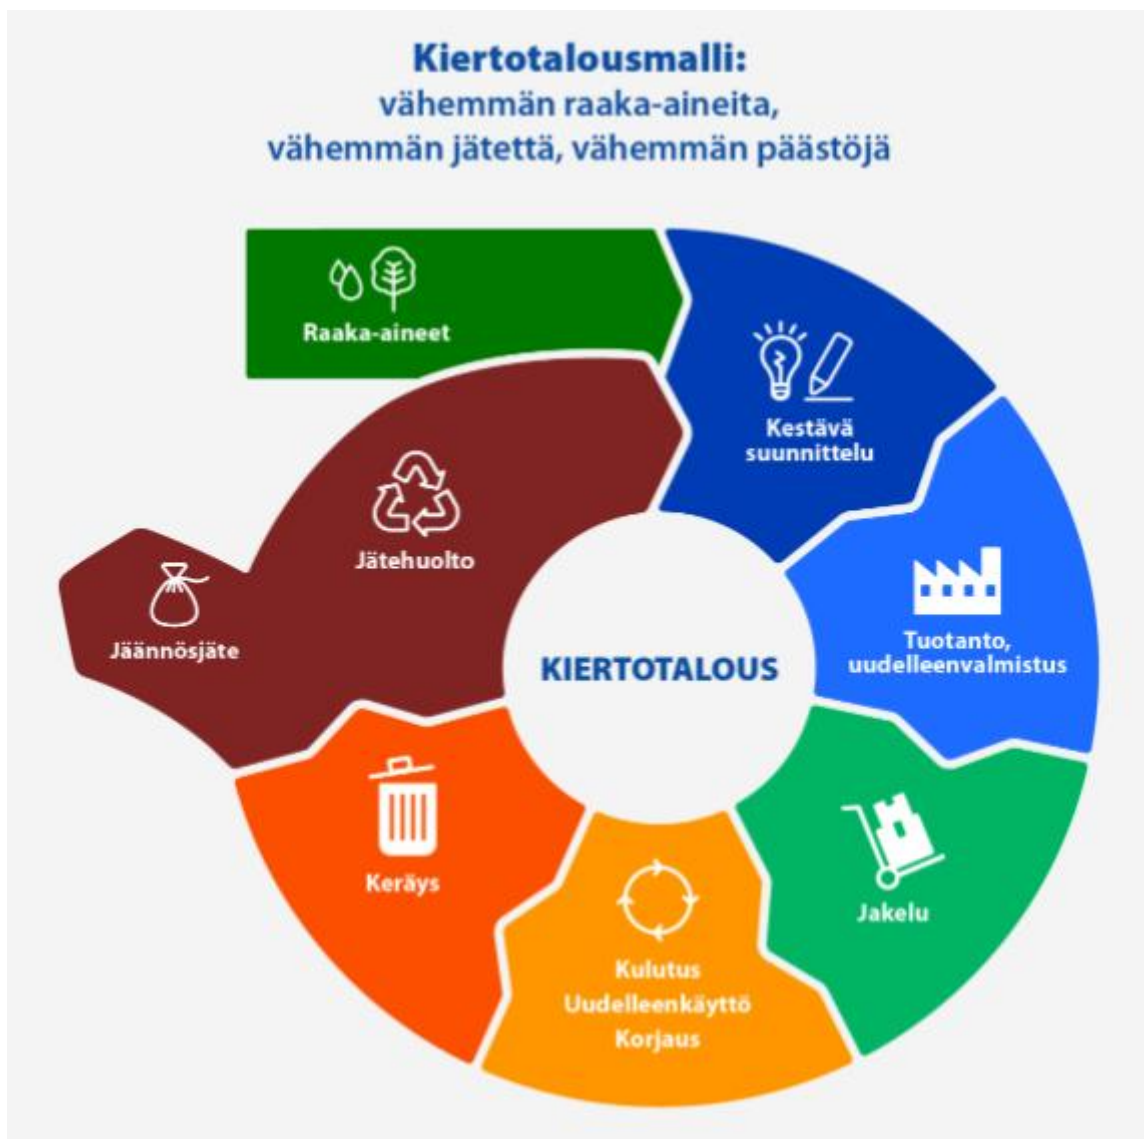 Kiertotalousmalli:
vähemmän raaka-aineita,
vähemmän jätettä, vähemmän päästöjä
Raaka-aineet
Kestävä
suunnittelu
Tuotanto,
uudelleenvalmistus
Jakelu
Kulutus
Uudelleenkäyttö
Korjaus
Keräys
Jätehuolto
Jäännösjäte
KIERTOTALOUS